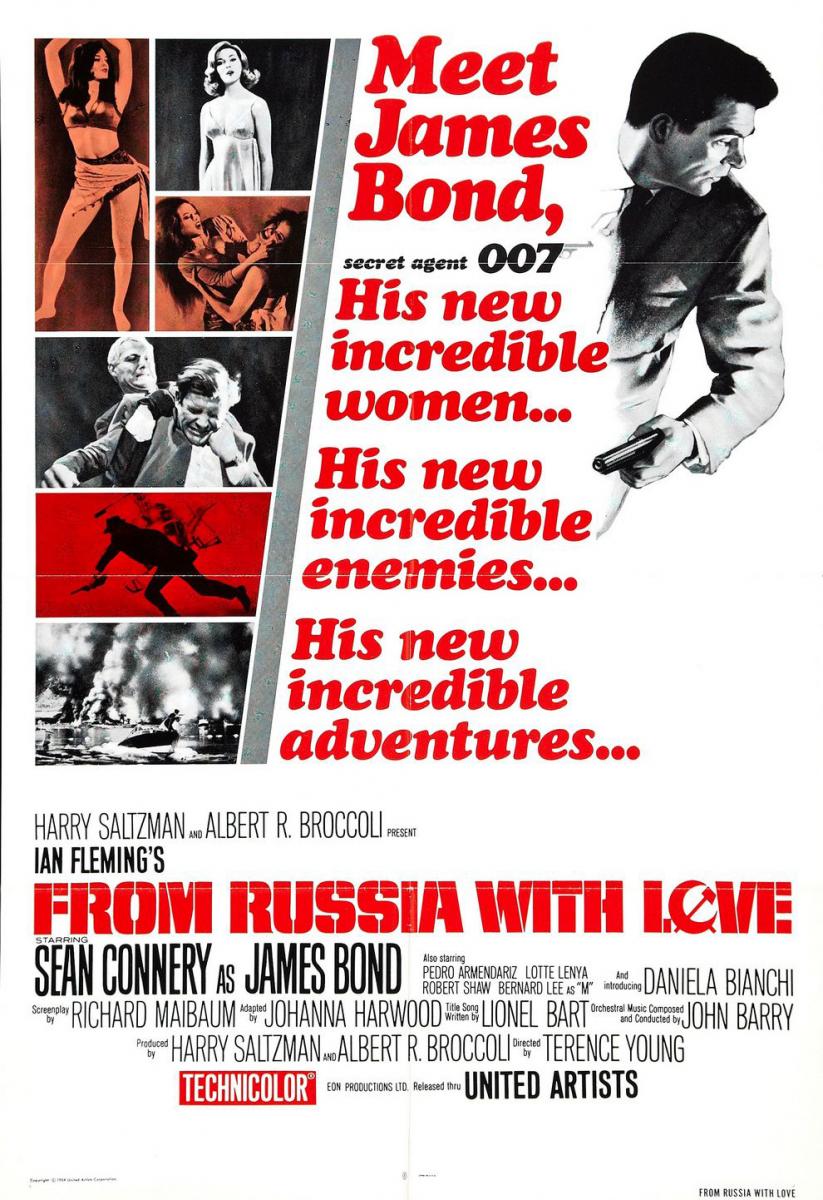 Meet
James
Bond,
secret agent 007
His new
incredible
women...
His new
incredible
enemies...
His new
incredible
adventures...
HARRY SALTZMAN AND ALBERT R. BROCCOLI PRESENT
IAN FLEMING'S
FROM RUSSIA WITH LOVE
STARRING
SEAN CONNERY AS JAMES BOND
Also starring
PEDRO ARMENDARIZ LOTTE LENYA
ROBERT SHAW BERNARD LEE AS "M"
And introducing DANIELA BIANCHI
Screenplay by RICHARD MAIBAUM Adapted by JOHANNA HARWOOD Title Song Written by LIONEL BART Orchestral Music Composed and Conducted by JOHN BARRY
Produced by HARRY SALTZMAN AND ALBERT R. BROCCOLI Directed by TERENCE YOUNG
TECHNICOLOR® EON PRODUCTIONS LTD. Released thru UNITED ARTISTS
Copyright © 1964 United Artists Corporation
FROM RUSSIA WITH LOVE